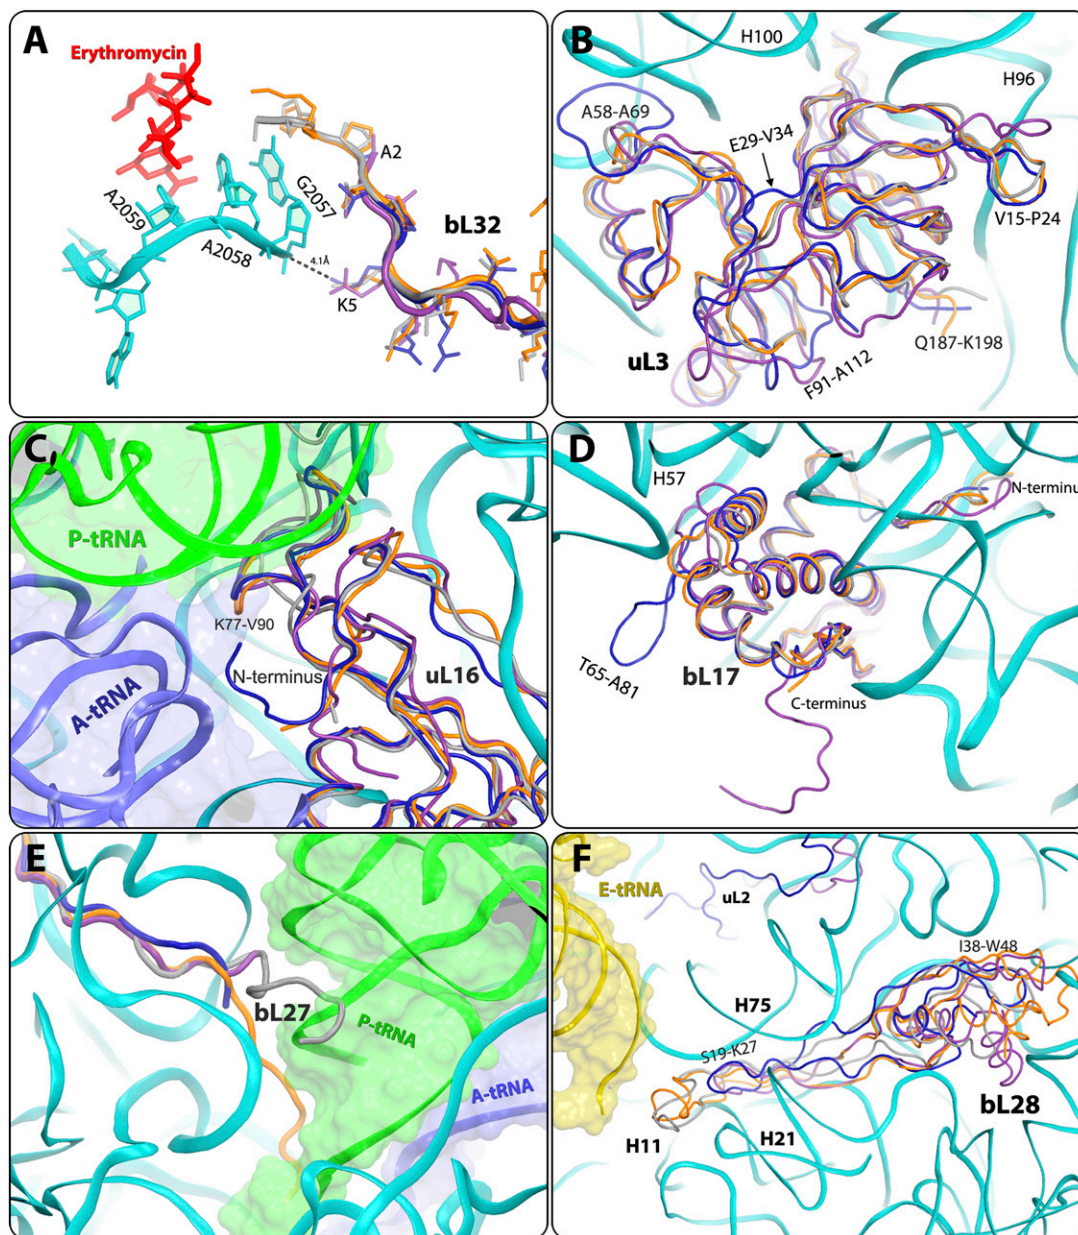 A
Erythromycin
A2059
A2058
G2057
4.1Å
K5
A2
bL32
B
H100
H96
A58-A69
E29-V34
V15-P24
Q187-K198
F91-A112
uL3
C
P-tRNA
K77-V90
N-terminus
uL16
A-tRNA
D
H57
N-terminu
T65-A81
bL17
C-terminus
E
bL27
P-tRNA
A-tRNA
F
E-tRNA
uL2
I38-W48
H75
S19-K27
bL28
H11
H21